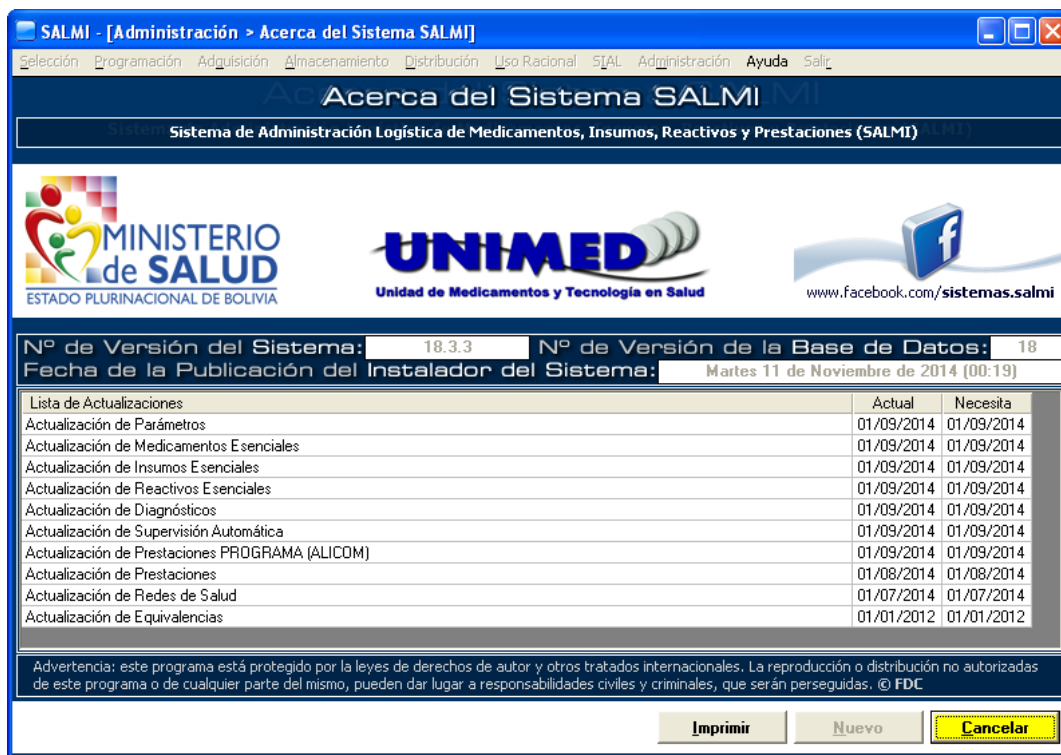 SALMI - [Administración > Acerca del Sistema SALMI]
Selección Programación Adquisición Almacenamiento Distribución Uso Racional SIAL Administración Ayuda Salir
Acerca del Sistema SALMI
Sistema de Administración Logística de Medicamentos, Insumos, Reactivos y Prestaciones (SALMI)
MINISTERIO
de SALUD
ESTADO PLURINACIONAL DE BOLIVIA
UNIMED
Unidad de Medicamentos y Tecnología en Salud
f
www.facebook.com/sistemas.salmi
Nº de Versión del Sistema: 18.3.3 Nº de Versión de la Base de Datos: 18
Fecha de la Publicación del Instalador del Sistema: Martes 11 de Noviembre de 2014 (00:19)
Lista de Actualizaciones Actual Necesita
Actualización de Parámetros 01/09/2014 01/09/2014
Actualización de Medicamentos Esenciales 01/09/2014 01/09/2014
Actualización de Insumos Esenciales 01/09/2014 01/09/2014
Actualización de Reactivos Esenciales 01/09/2014 01/09/2014
Actualización de Diagnósticos 01/09/2014 01/09/2014
Actualización de Supervisión Automática 01/09/2014 01/09/2014
Actualización de Prestaciones PROGRAMA (ALICOM) 01/09/2014 01/09/2014
Actualización de Prestaciones 01/08/2014 01/08/2014
Actualización de Redes de Salud 01/07/2014 01/07/2014
Actualización de Equivalencias 01/01/2012 01/01/2012
Advertencia: este programa está protegido por la leyes de derechos de autor y otros tratados internacionales. La reproducción o distribución no autorizadas
de este programa o de cualquier parte del mismo, pueden dar lugar a responsabilidades civiles y criminales, que serán perseguidas. © FDC
Imprimir Nuevo Cancelar